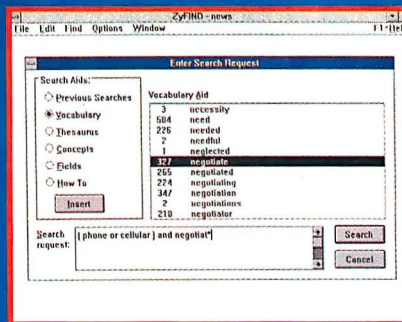 ZyFIND - news
File Edit Find Options Window F1=Help
Enter Search Request
Search Aids:
Previous Searches
Vocabulary
Thesaurus
Concepts
Fields
How To
Insert
Vocabulary Aid
3 necessity
504 need
226 needed
2 needful
1 neglected
327 negotiate
265 negotiated
224 negotiating
347 negotiation
2 negotiations
210 negotiator
Search request:
( phone or cellular ) and negotiat*
Search
Cancel